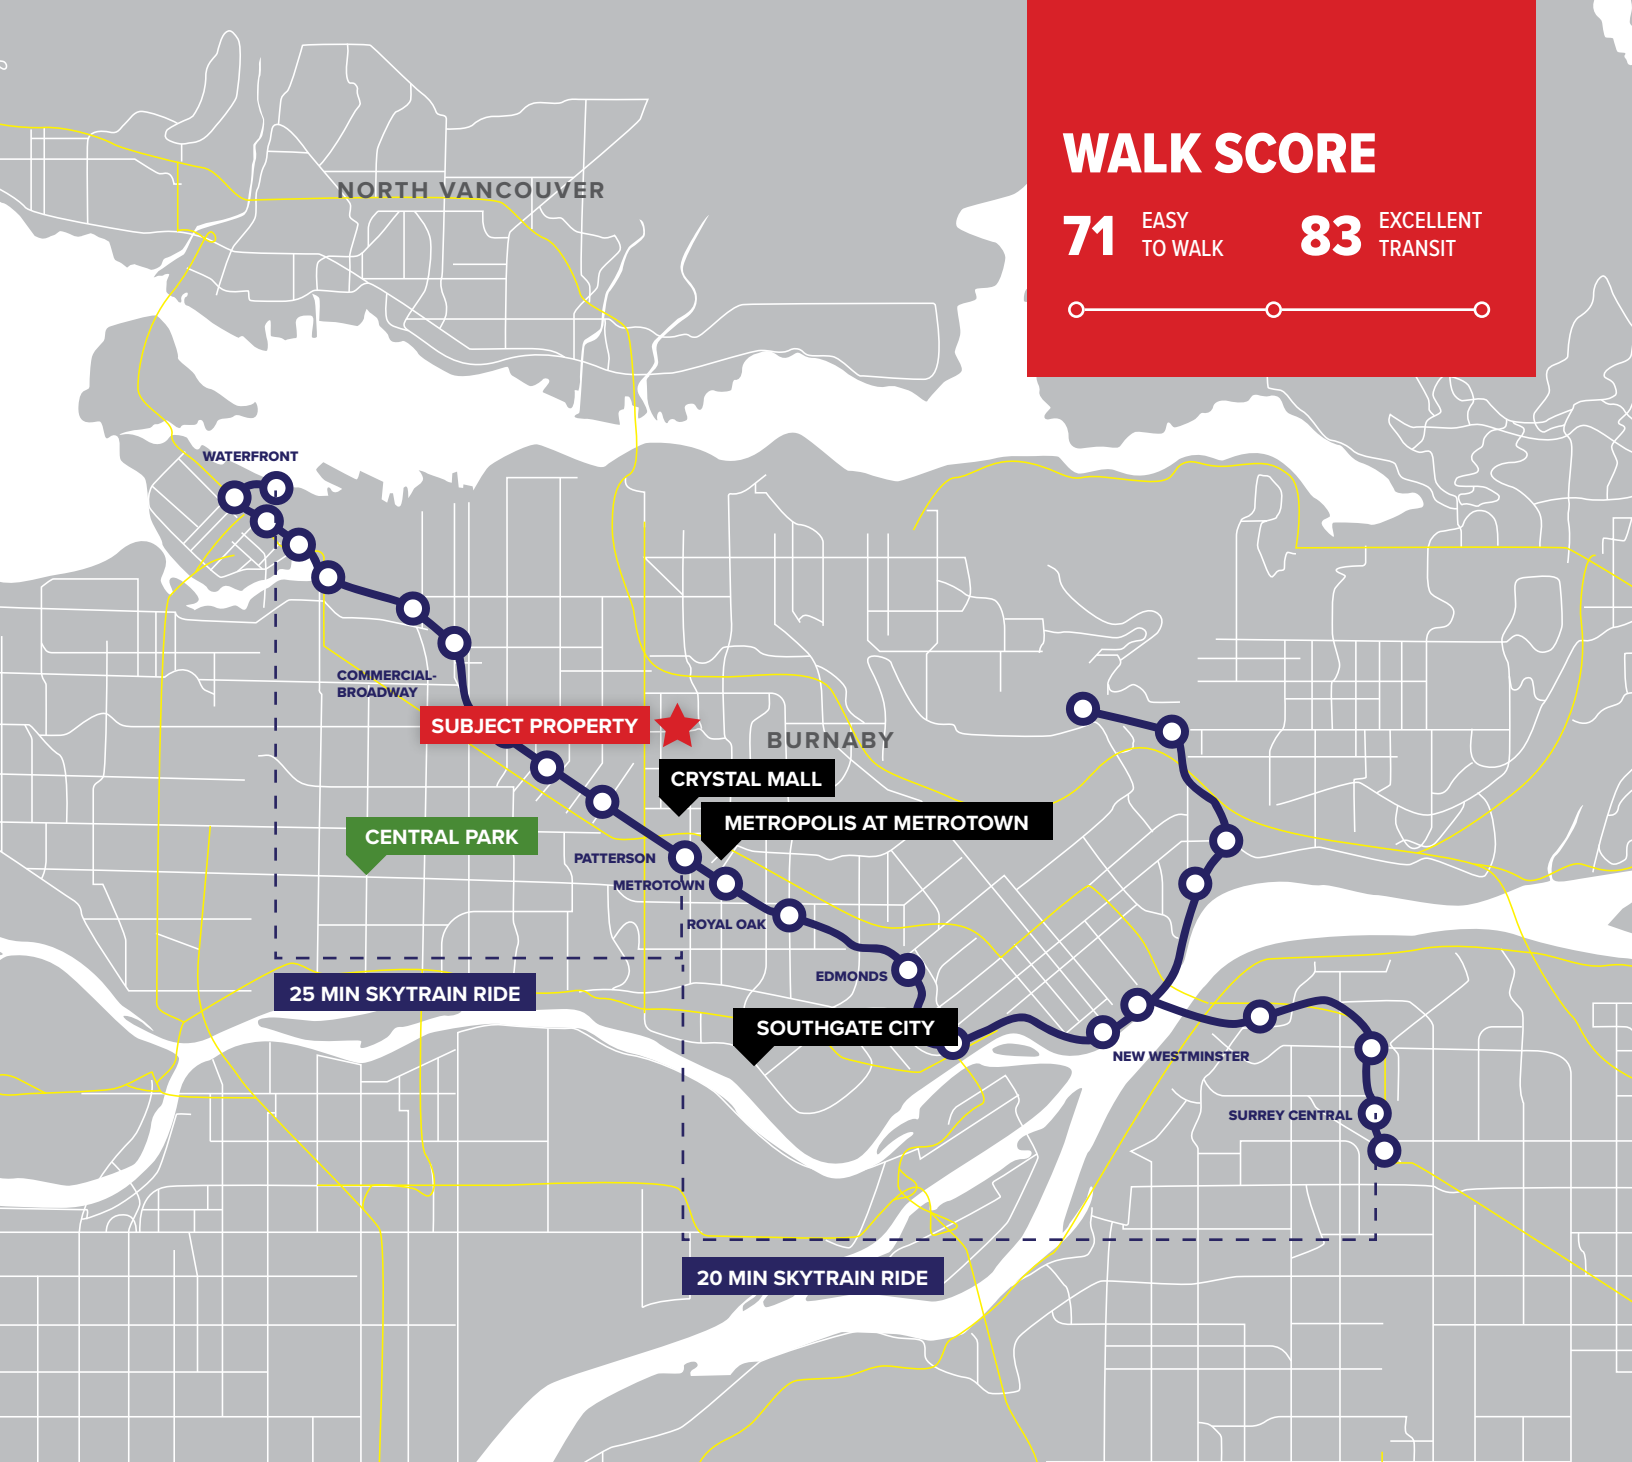 WALK SCORE
71 EASY TO WALK
83 EXCELLENT TRANSIT
NORTH VANCOUVER
WATERFRONT
COMMERCIAL-
BROADWAY
SUBJECT PROPERTY
BURNABY
CRYSTAL MALL
METROPOLIS AT METROTOWN
CENTRAL PARK
PATTERSON
METROTOWN
ROYAL OAK
EDMONDS
25 MIN SKYTRAIN RIDE
SOUTHGATE CITY
NEW WESTMINSTER
SURREY CENTRAL
20 MIN SKYTRAIN RIDE